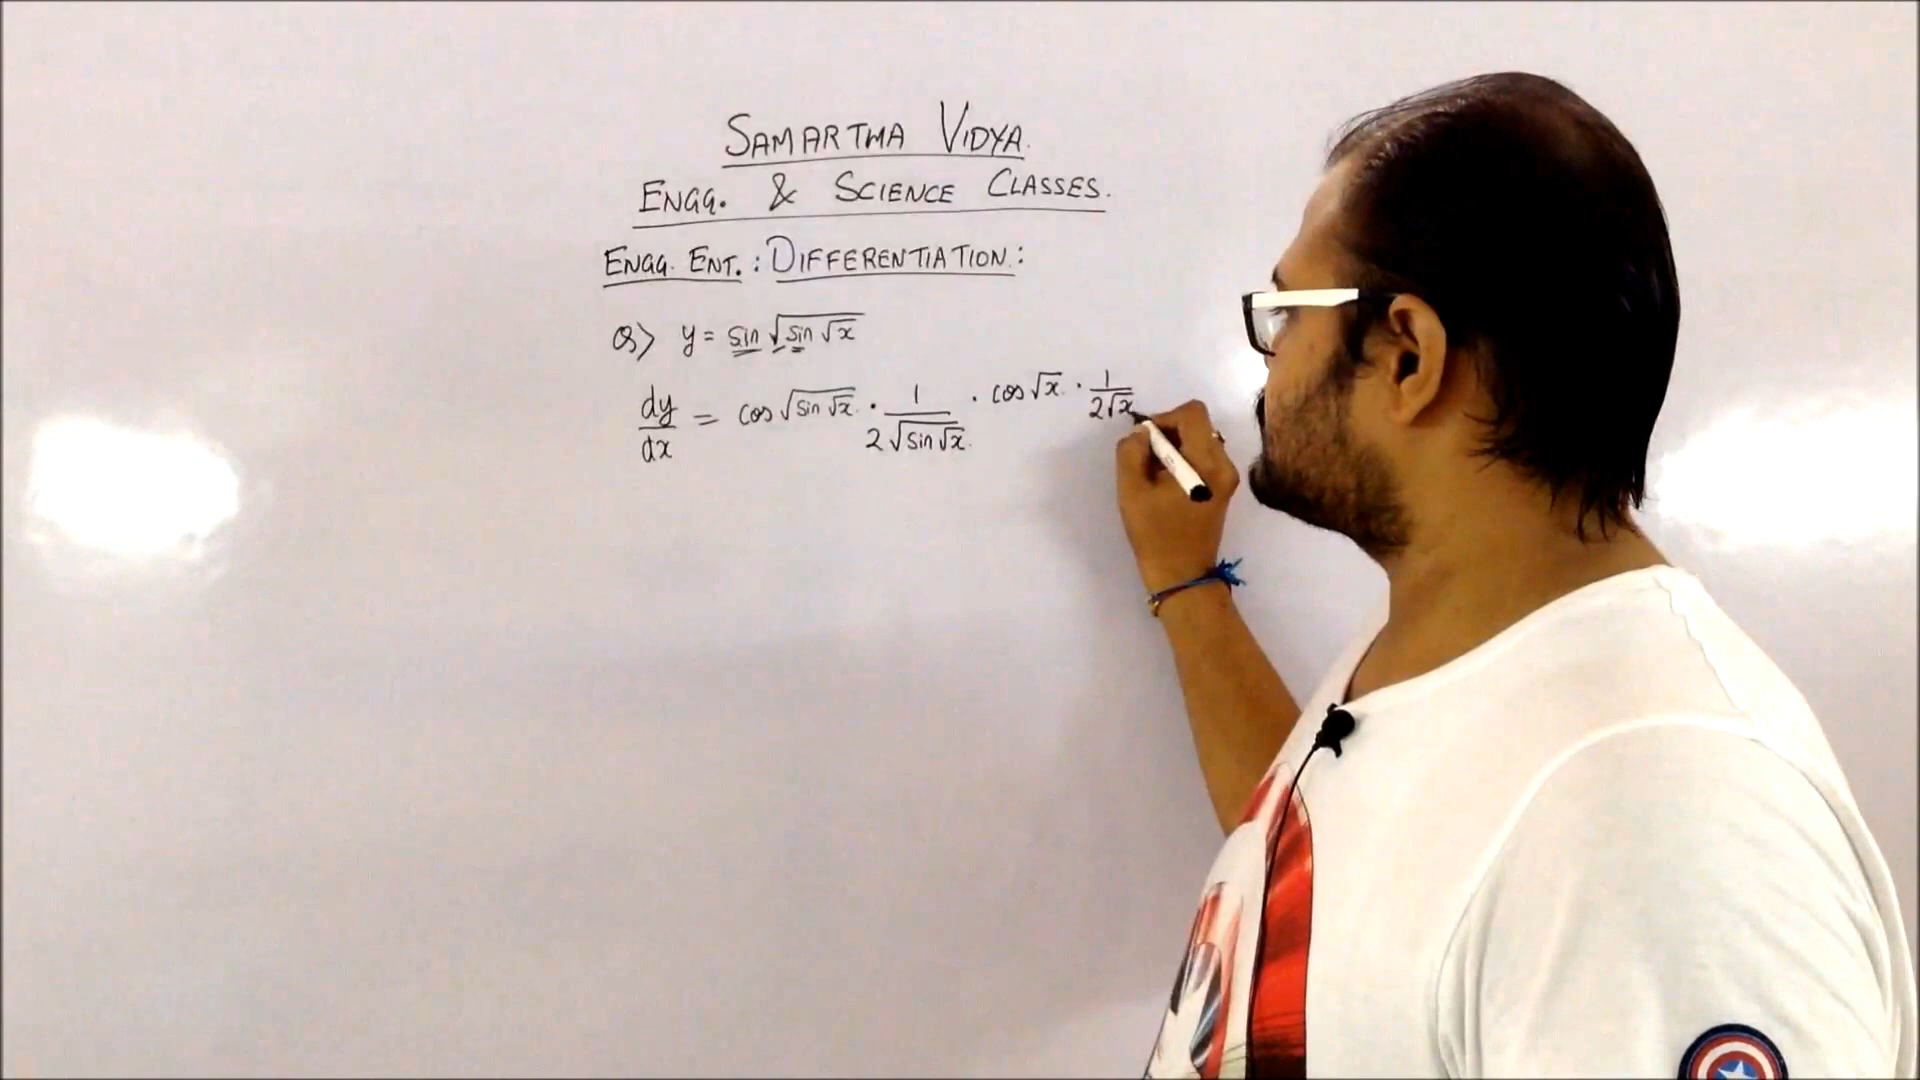 SAMARTHA VIDYA.
ENGG. & SCIENCE CLASSES.
ENGG. ENT. : DIFFERENTIATION :
Q> y = sin √(sin √x)
dy/dx = cos √(sin √x) · 1/(2√(sin √x)) · cos √x · 1/(2√x)